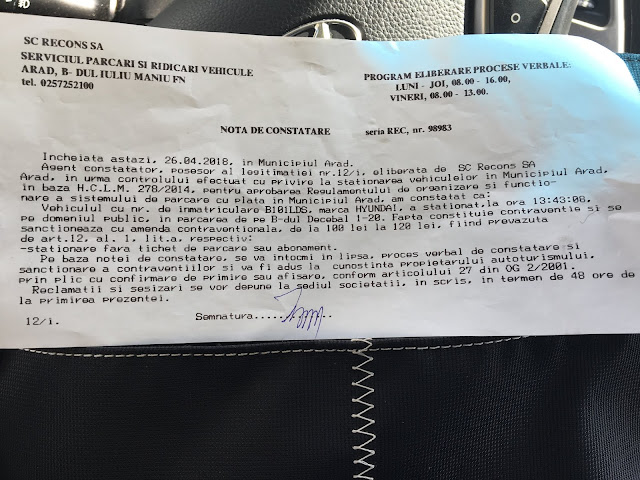 SC RECONS SA
SERVICIUL PARCARI SI RIDICARI VEHICULE
ARAD, B- DUL IULIU MANIU FN
tel. 0257252100
PROGRAM ELIBERARE PROCESE VERBALE:
LUNI - JOI, 08.00 - 16.00,
VINERI, 08.00 - 13.00.
NOTA DE CONSTATARE seria REC, nr. 98983
Incheiata astazi, 26.04.2018, in Municipiul Arad.
Agent constatator, posesor al legitimatiei nr.12/i, eliberata de SC Recons SA
Arad, in urma controlului efectuat cu privire la stationarea vehiculelor in Municipiul Arad,
in baza H.C.L.M. 278/2014, pentru aprobarea Regulamentului de organizare si functio-
nare a sistemului de parcare cu plata in Municipiul Arad, am constatat ca:
Vehiculul cu nr. de inmatriculare B101LDS, marca HYUNDAI, a stationat,la ora 13:43:08,
pe domeniul public, in parcarea de pe B-dul Decebal 1-20. Fapta constituie contraventie si se
sanctioneaza cu amenda contraventionala, de la 100 lei la 120 lei, fiind prevazuta
de art.12, al. 1, lit.a, respectiv:
-stationare fara tichet de parcare sau abonament.
Pe baza notei de constatare, se va intocmi in lipsa, proces verbal de constatare si
sanctionare a contraventiilor si va fi adus la cunostinta propietarului autoturismului,
prin Plic cu confirmare de primire sau afisare, conform articolului 27 din OG 2/2001.
Reclamatii si sesizari se vor depune la sediul societatii, in scris, in termen de 48 ore de
la primirea prezentei.
12/i. Semnatura.......